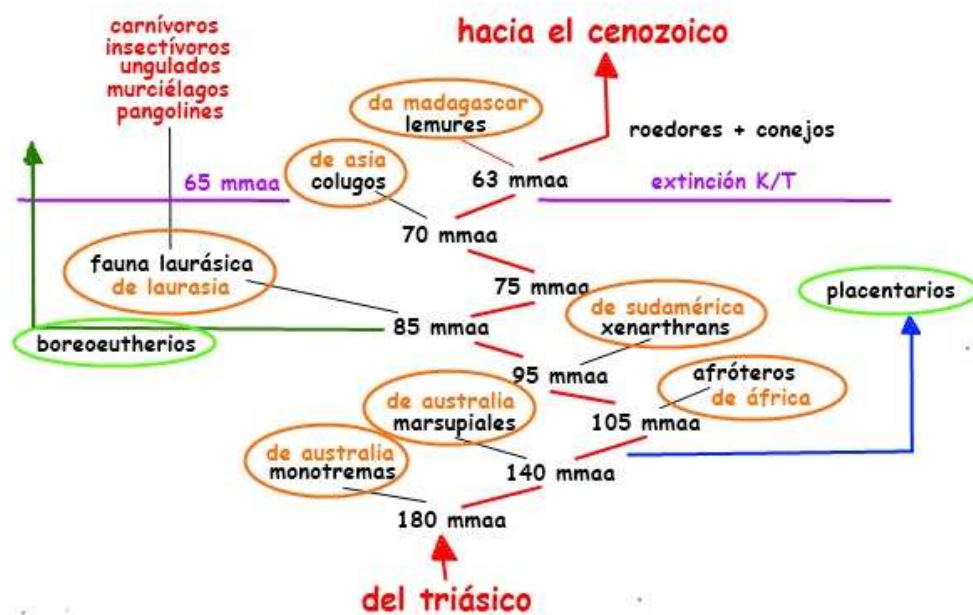 carnívoros
insectívoros
ungulados
murciélagos
pangolines
hacia el cenozoico
da madagascar
lemures
roedores + conejos
de asia
colugos
65 mmaa
63 mmaa
extinción K/T
70 mmaa
fauna laurásica
de laurasia
75 mmaa
placentarios
de sudamérica
xenarthrans
boreoeutherios
85 mmaa
95 mmaa
afróteros
de áfrica
de australia
marsupiales
105 mmaa
de australia
monotremas
140 mmaa
180 mmaa
del triásico